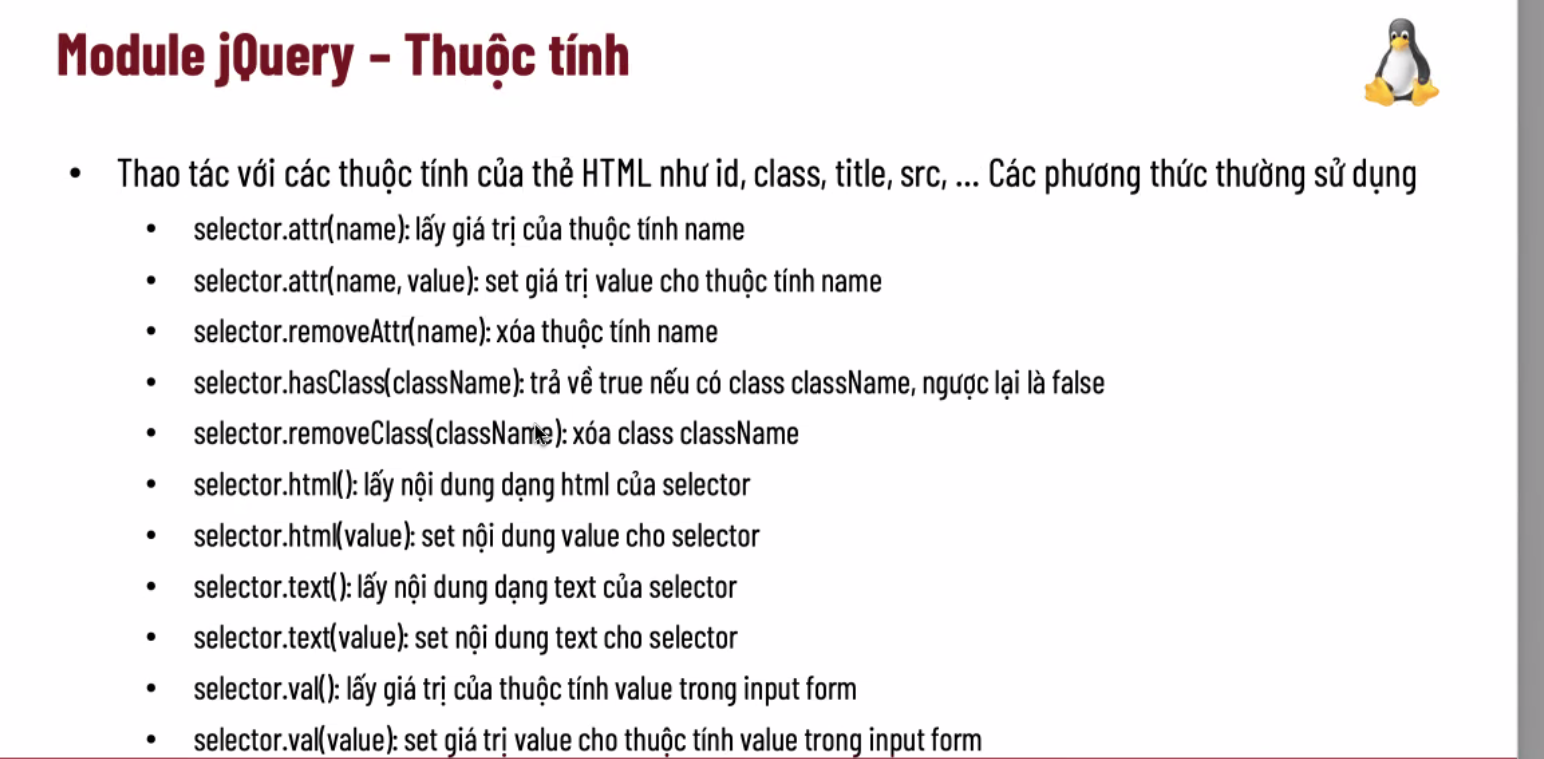 Module jQuery – Thuộc tính
• Thao tác với các thuộc tính của thẻ HTML như id, class, title, src, ... Các phương thức thường sử dụng
• selector.attr(name): lấy giá trị của thuộc tính name
• selector.attr(name, value): set giá trị value cho thuộc tính name
• selector.removeAttr(name): xóa thuộc tính name
• selector.hasClass(className): trả về true nếu có class className, ngược lại là false
• selector.removeClass(className): xóa class className
• selector.html(): lấy nội dung dạng html của selector
• selector.html(value): set nội dung value cho selector
• selector.text(): lấy nội dung dạng text của selector
• selector.text(value): set nội dung text cho selector
• selector.val(): lấy giá trị của thuộc tính value trong input form
• selector.val(value): set giá trị value cho thuộc tính value trong input form